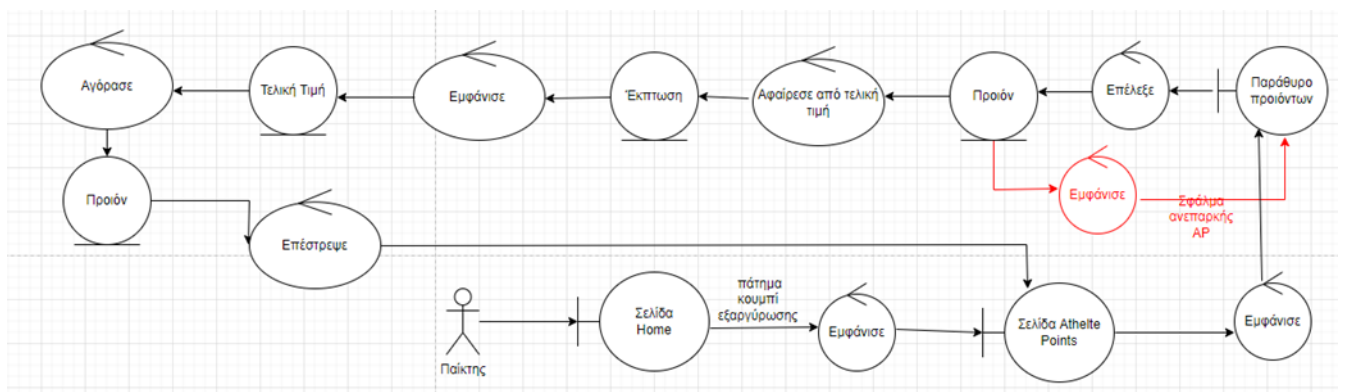 Αγόρασε
Τελική Τιμή
Εμφάνισε
Έκπτωση
Αφαίρεσε από τελική
τιμή
Προιόν
Επέλεξε
Παράθυρο
προιόντων
Προιόν
Εμφάνισε
Σφάλμα
ανεπαρκής
AP
Επέστρεψε
Παίκτης
Σελίδα
Home
πάτημα
κουμπί
εξαργύρωσης
Εμφάνισε
Σελίδα Athelte
Points
Εμφάνισε